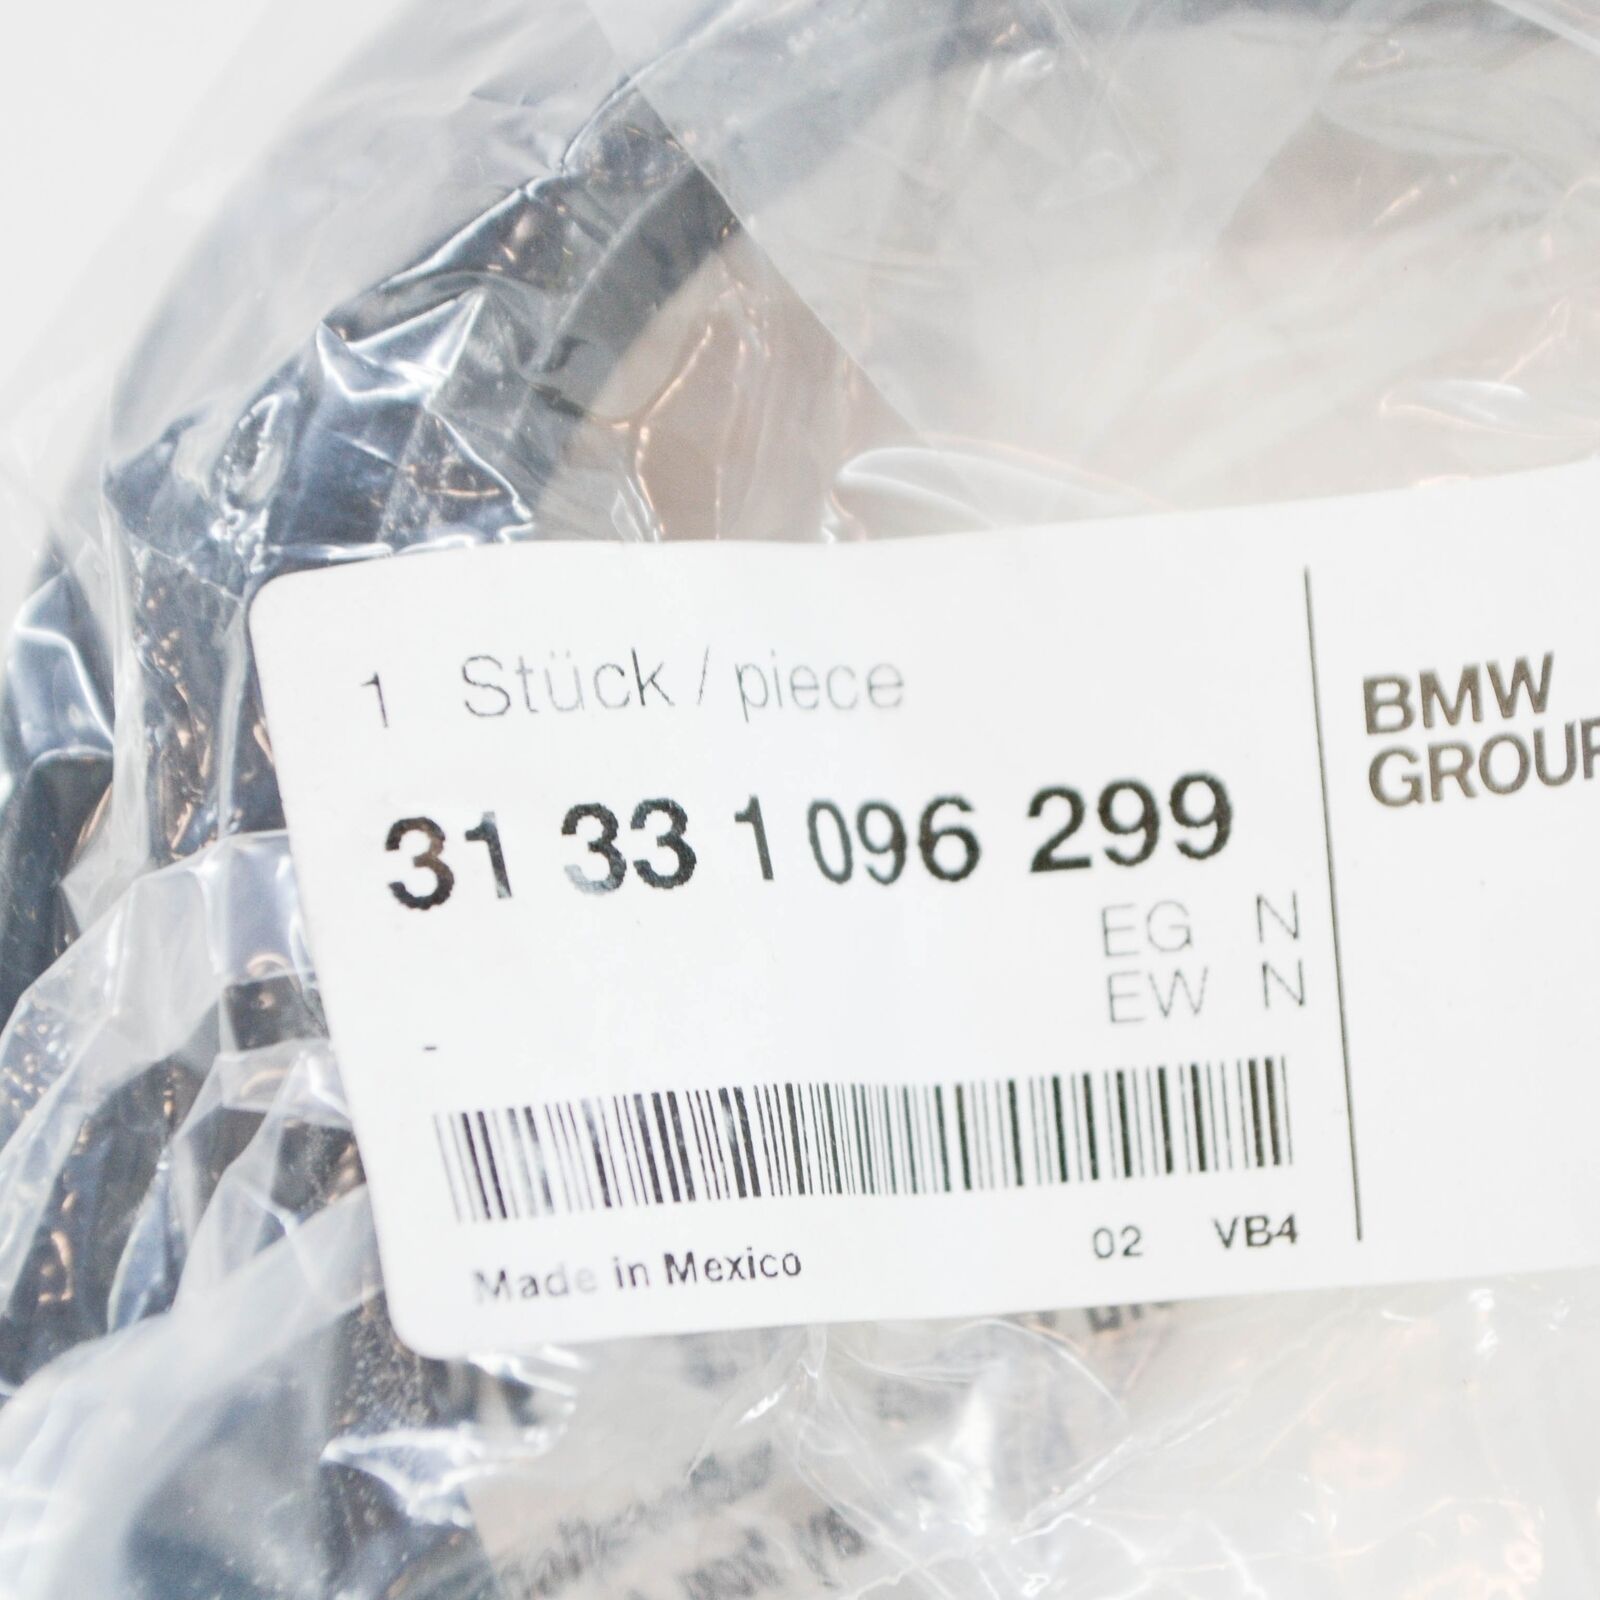 1 Stück / piece
31 33 1 096 299
EG N
EW N
-
Made in Mexico
02 VB4
BMW
GROUP